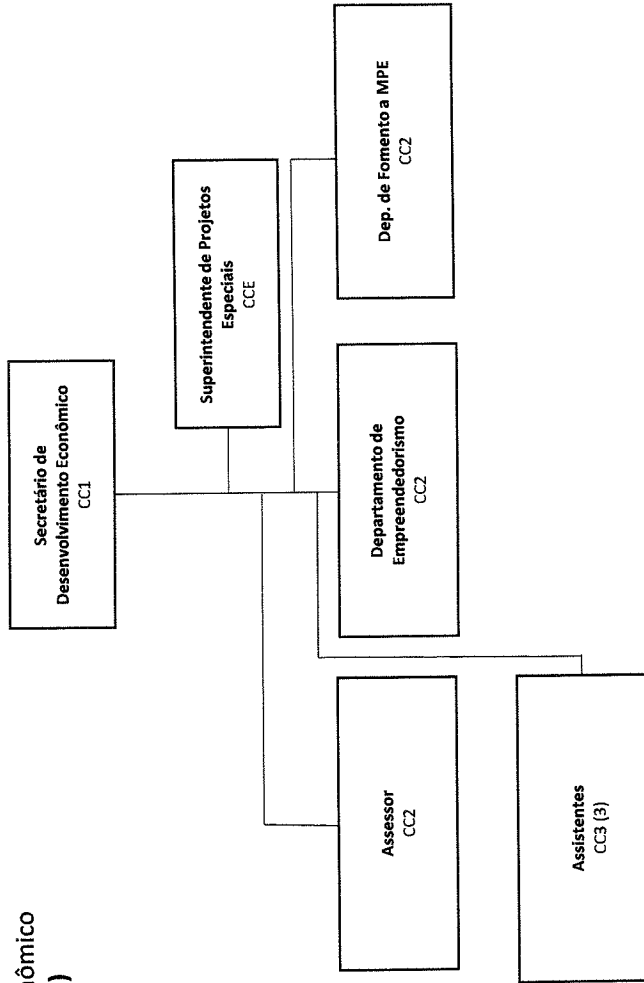 nômico
)
Secretário de
Desenvolvimento Econômico
CC1
Superintendente de Projetos
Especiais
CCE
Assessor
CC2
Departamento de
Empreendedorismo
CC2
Dep. de Fomento a MPE
CC2
Assistentes
CC3 (3)